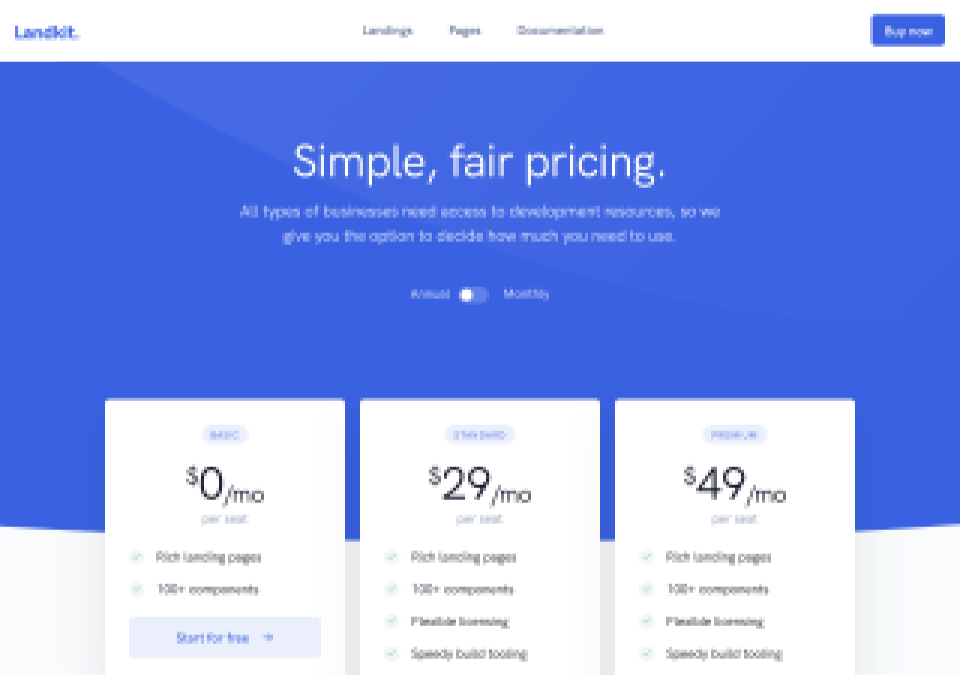 Landkit.
Landings Pages Documentation Buy now
Simple, fair pricing.
All types of businesses need access to development resources, so we
give you the option to decide how much you need to use.
Annual Monthly
BASIC STANDARD PREMIUM
$0/mo $29/mo $49/mo
per seat per seat per seat
Rich landing pages Rich landing pages Rich landing pages
100+ components 100+ components 100+ components
Start for free → Flexible licensing Flexible licensing
Speedy build tooling Speedy build tooling